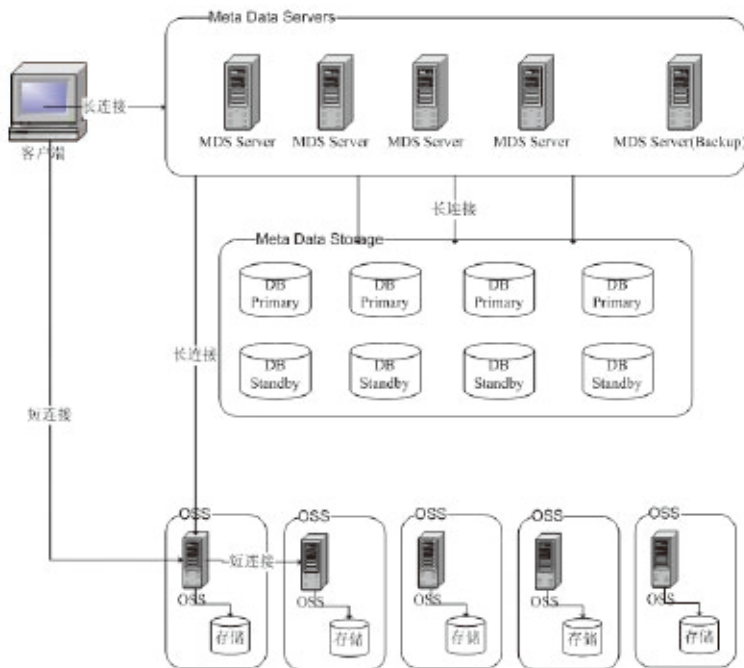 Meta Data Servers
长连接
客户端
MDS Server
MDS Server
MDS Server
MDS Server
MDS Server(Backup)
长连接
Meta Data Storage
DB
Primary
DB
Primary
DB
Primary
DB
Primary
长连接
DB
Standby
DB
Standby
DB
Standby
DB
Standby
短连接
OSS
OSS
OSS
OSS
OSS
短连接
OSS
OSS
OSS
OSS
OSS
存储
存储
存储
存储
存储